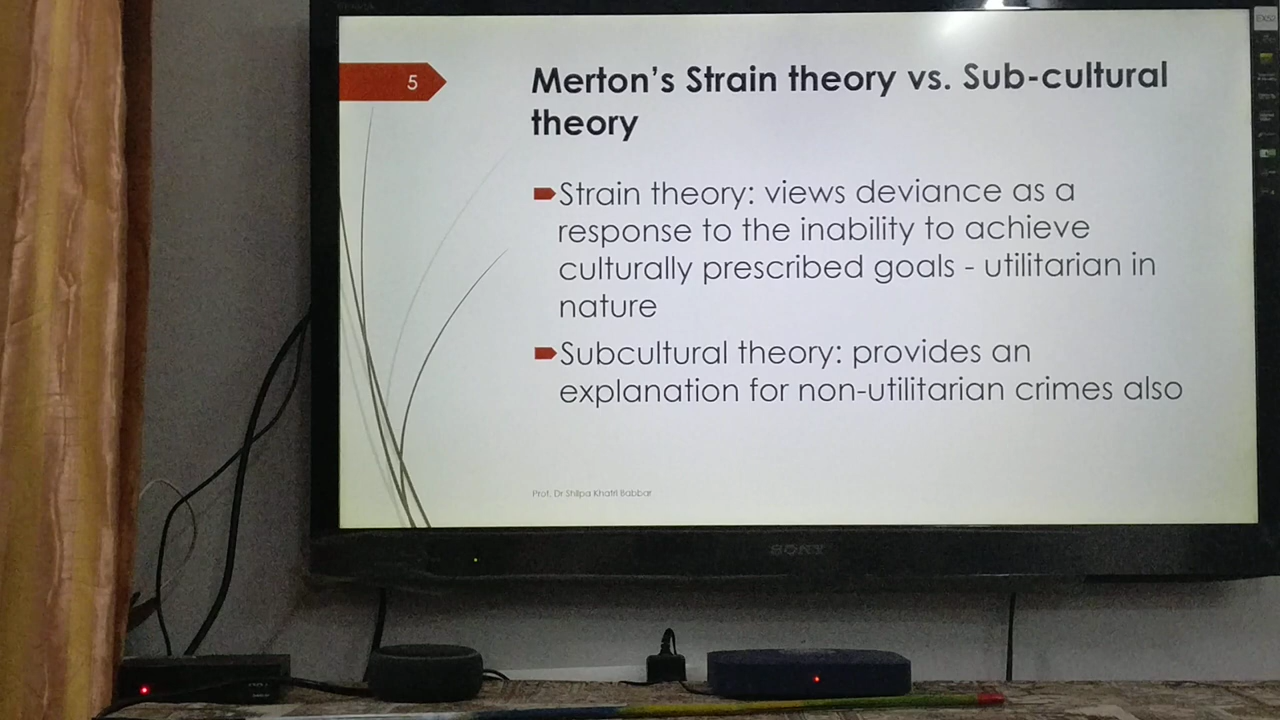 5
Merton's Strain theory vs. Sub-cultural
theory
Strain theory: views deviance as a
response to the inability to achieve
culturally prescribed goals - utilitarian in
nature
Subcultural theory: provides an
explanation for non-utilitarian crimes also
Prof. Dr Shilpa Khatri Babbar
SONY